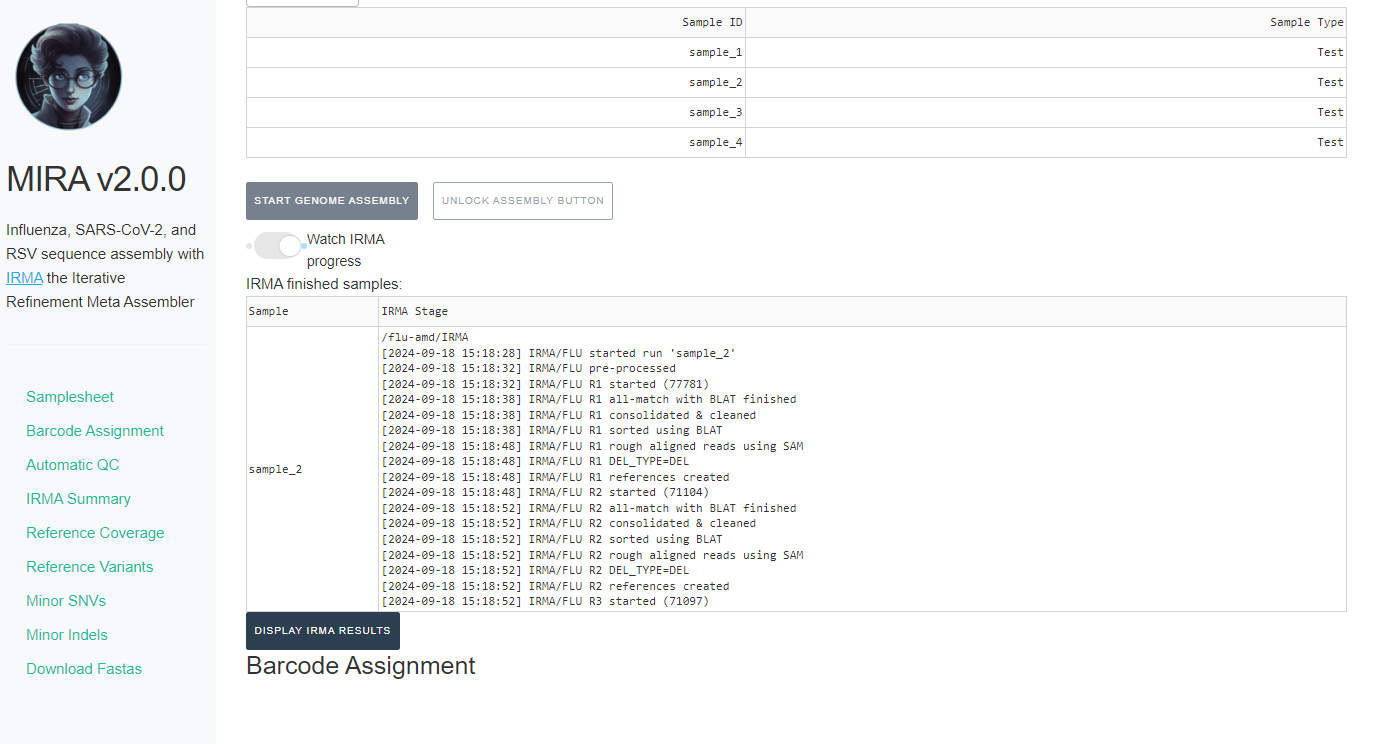 MIRA v2.0.0
Influenza, SARS-CoV-2, and
RSV sequence assembly with
IRMA the Iterative
Refinement Meta Assembler
Samplesheet
Barcode Assignment
Automatic QC
IRMA Summary
Reference Coverage
Reference Variants
Minor SNVs
Minor Indels
Download Fastas
Sample ID Sample Type
sample_1 Test
sample_2 Test
sample_3 Test
sample_4 Test
START GENOME ASSEMBLY UNLOCK ASSEMBLY BUTTON
Watch IRMA
progress
IRMA finished samples:
Sample IRMA Stage
sample_2
/flu-amd/IRMA
[2024-09-18 15:18:28] IRMA/FLU started run 'sample_2'
[2024-09-18 15:18:32] IRMA/FLU pre-processed
[2024-09-18 15:18:32] IRMA/FLU R1 started (77781)
[2024-09-18 15:18:38] IRMA/FLU R1 all-match with BLAT finished
[2024-09-18 15:18:38] IRMA/FLU R1 consolidated & cleaned
[2024-09-18 15:18:38] IRMA/FLU R1 sorted using BLAT
[2024-09-18 15:18:48] IRMA/FLU R1 rough aligned reads using SAM
[2024-09-18 15:18:48] IRMA/FLU R1 DEL_TYPE=DEL
[2024-09-18 15:18:48] IRMA/FLU R1 references created
[2024-09-18 15:18:48] IRMA/FLU R2 started (71104)
[2024-09-18 15:18:52] IRMA/FLU R2 all-match with BLAT finished
[2024-09-18 15:18:52] IRMA/FLU R2 consolidated & cleaned
[2024-09-18 15:18:52] IRMA/FLU R2 sorted using BLAT
[2024-09-18 15:18:52] IRMA/FLU R2 rough aligned reads using SAM
[2024-09-18 15:18:52] IRMA/FLU R2 DEL_TYPE=DEL
[2024-09-18 15:18:52] IRMA/FLU R2 references created
[2024-09-18 15:18:52] IRMA/FLU R3 started (71097)
DISPLAY IRMA RESULTS
Barcode Assignment